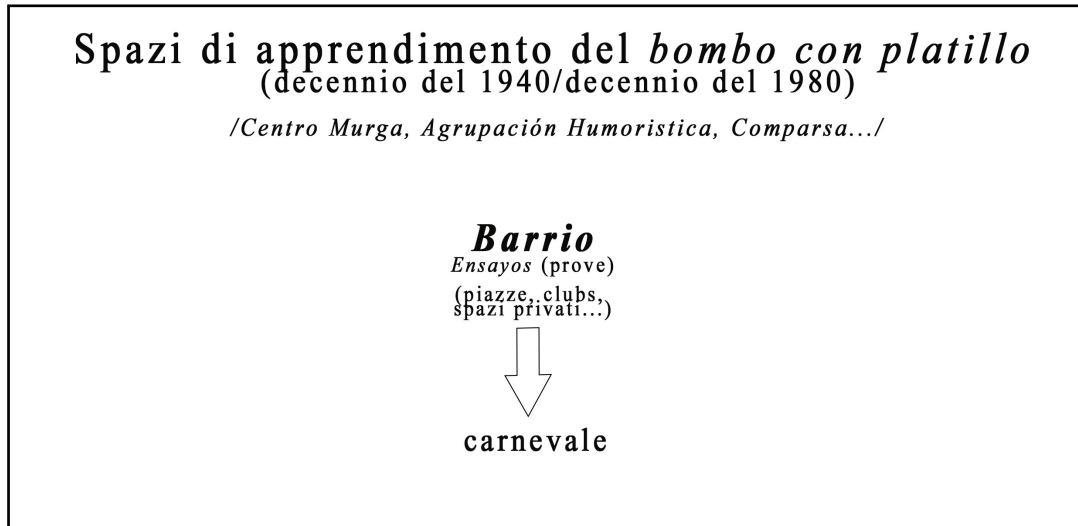 Spazi di apprendimento del bombo con platillo
(decennio del 1940/decennio del 1980)
/Centro Murga, Agrupación Humoristica, Comparsa.../
Barrio
Ensayos (prove)
(piazze, clubs,
spazi privati...)
carnevale